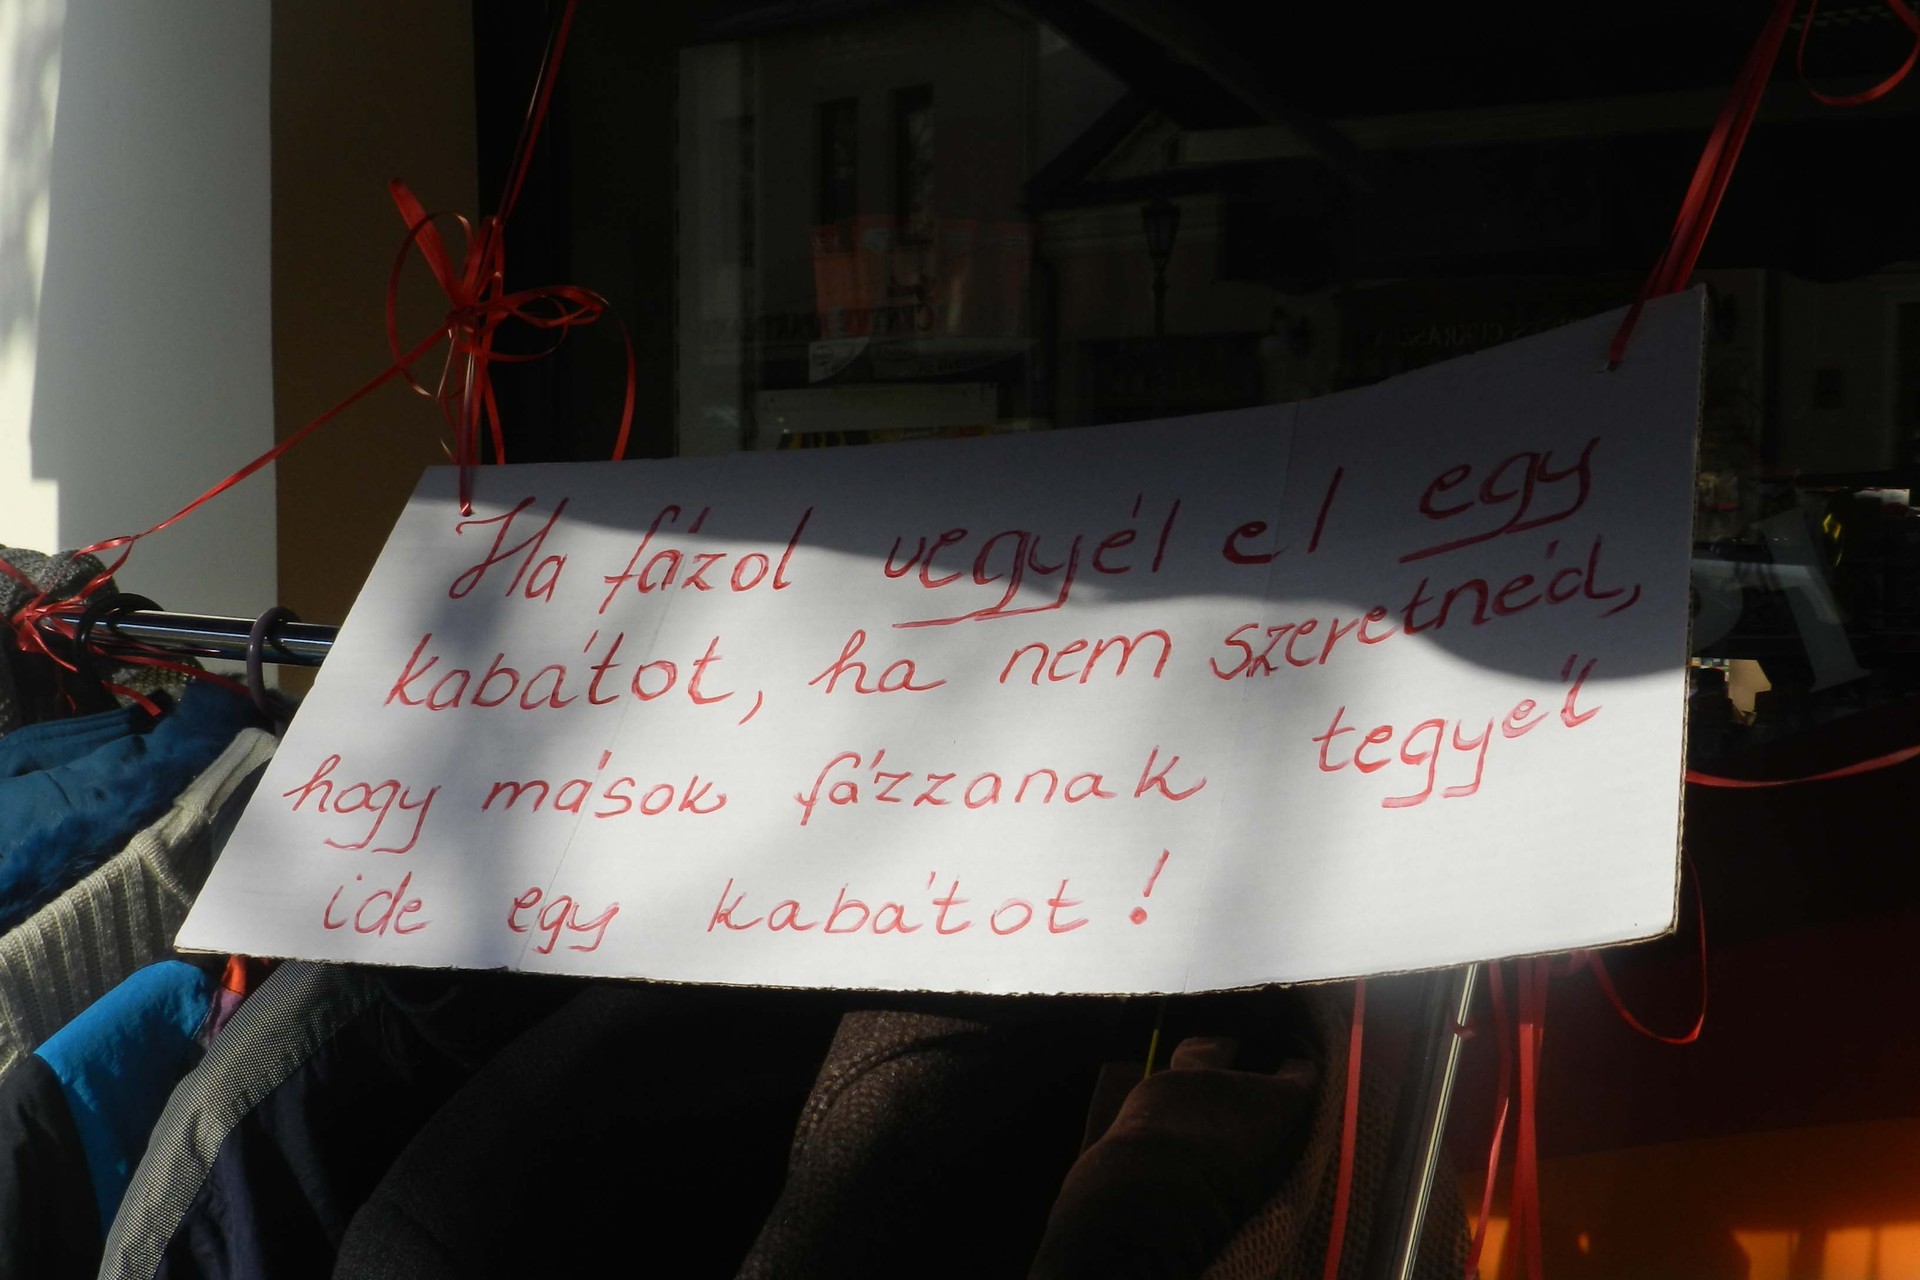 Ha fázol vegyél el egy
kabátot, ha nem szeretnéd,
hogy mások fázzanak tegyél
ide egy kabátot!